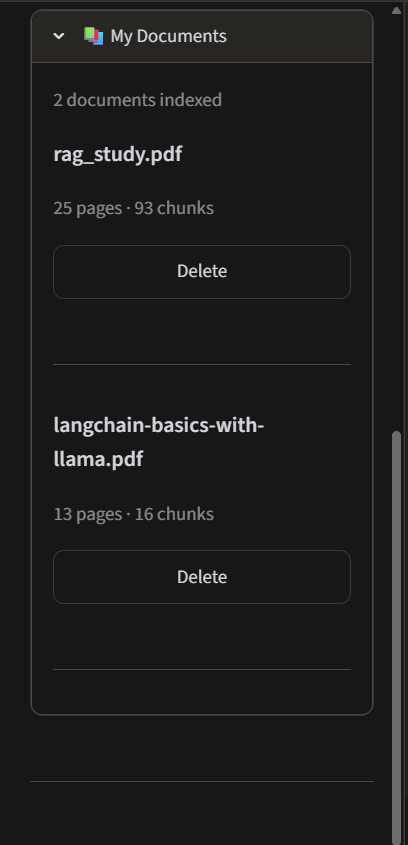 My Documents
2 documents indexed
rag_study.pdf
25 pages · 93 chunks
Delete
langchain-basics-with-
llama.pdf
13 pages · 16 chunks
Delete